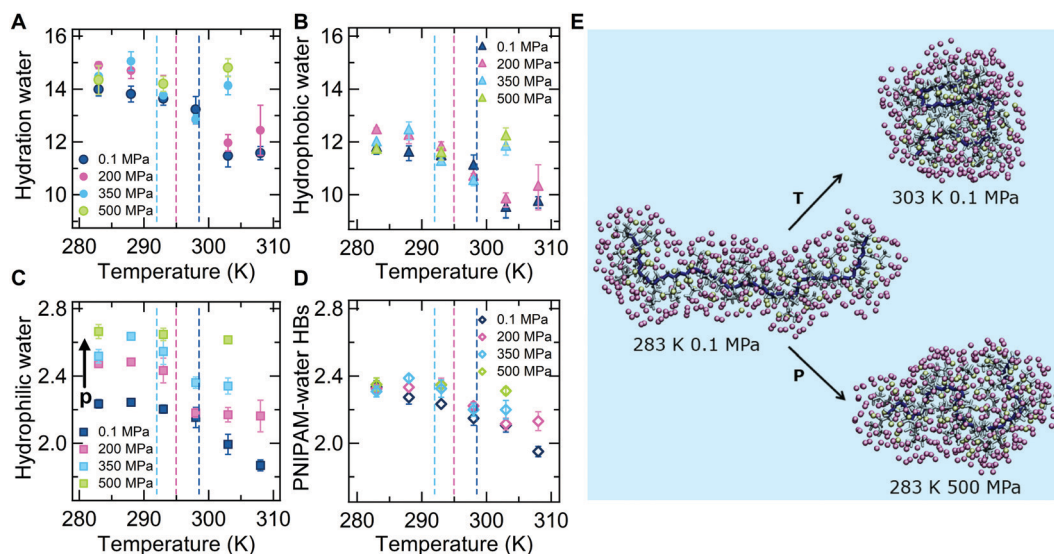 A
B
E
Hydration water
16
14
12
10
280
290
300
310
Temperature (K)
0.1 MPa
200 MPa
350 MPa
500 MPa
Hydrophobic water
16
14
12
10
280
290
300
310
Temperature (K)
0.1 MPa
200 MPa
350 MPa
500 MPa
C
D
Hydrophilic water
2.8
2.4
2.0
280
290
300
310
Temperature (K)
p
0.1 MPa
200 MPa
350 MPa
500 MPa
PNIPAM-water HBs
2.8
2.4
2.0
280
290
300
310
Temperature (K)
0.1 MPa
200 MPa
350 MPa
500 MPa
303 K 0.1 MPa
T
283 K 0.1 MPa
P
283 K 500 MPa